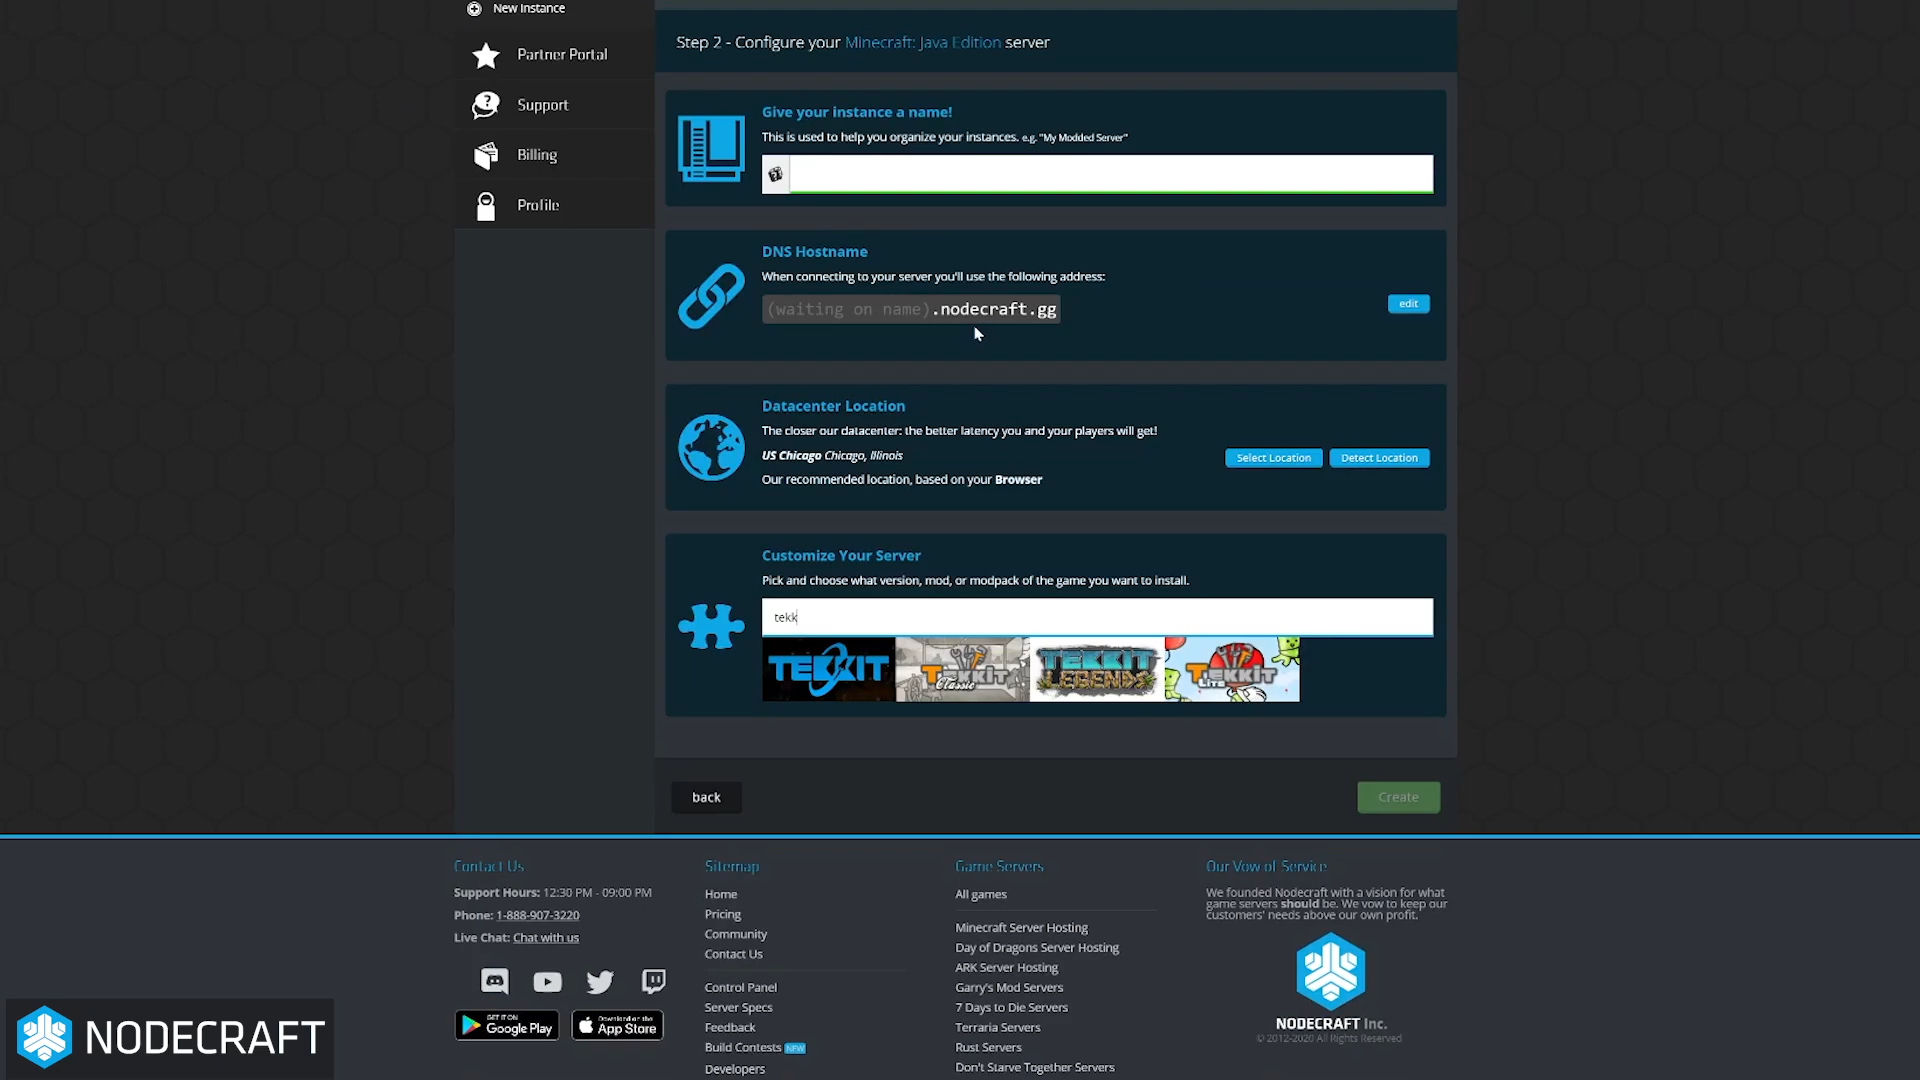 New Instance
Partner Portal
Support
Billing
Profile
Step 2 - Configure your Minecraft: Java Edition server
Give your instance a name!
This is used to help you organize your instances. e.g. "My Modded Server"
DNS Hostname
When connecting to your server you'll use the following address:
(waiting on name).nodecraft.gg
edit
Datacenter Location
The closer our datacenter: the better latency you and your players will get!
US Chicago Chicago, Illinois
Select Location
Detect Location
Our recommended location, based on your Browser
Customize Your Server
Pick and choose what version, mod, or modpack of the game you want to install.
tekk
TEKKIT
Tekkit Classic
TEKKIT LEGENDS
Tekkit LITE
back
Create
Contact Us
Support Hours: 12:30 PM - 09:00 PM
Phone: 1-888-907-3220
Live Chat: Chat with us
GET IT ON
Google Play
Download on the
App Store
Sitemap
Home
Pricing
Community
Contact Us
Control Panel
Server Specs
Feedback
Build Contests NEW
Developers
Game Servers
All games
Minecraft Server Hosting
Day of Dragons Server Hosting
ARK Server Hosting
Garry's Mod Servers
7 Days to Die Servers
Terraria Servers
Rust Servers
Don't Starve Together Servers
Our Vow of Service
We founded Nodecraft with a vision for what
game servers should be. We vow to keep our
customers' needs above our own profit.
NODECRAFT Inc.
© 2012-2020 All Rights Reserved
NODECRAFT